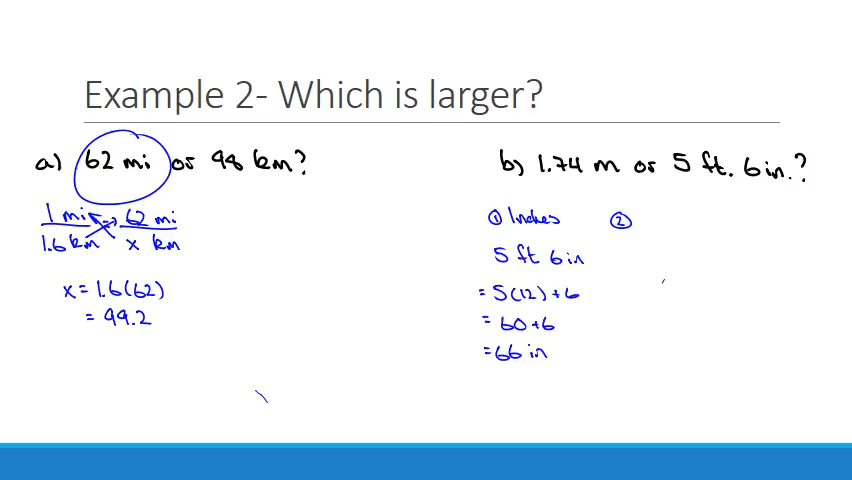 Example 2- Which is larger?
a) 62 mi or 98 km?
1 mi = 62 mi
1.6 km x km
x = 1.6(62)
= 99.2
b) 1.74 m or 5 ft. 6 in.?
① Inches ②
5 ft 6 in
= 5(12) + 6
= 60 + 6
= 66 in